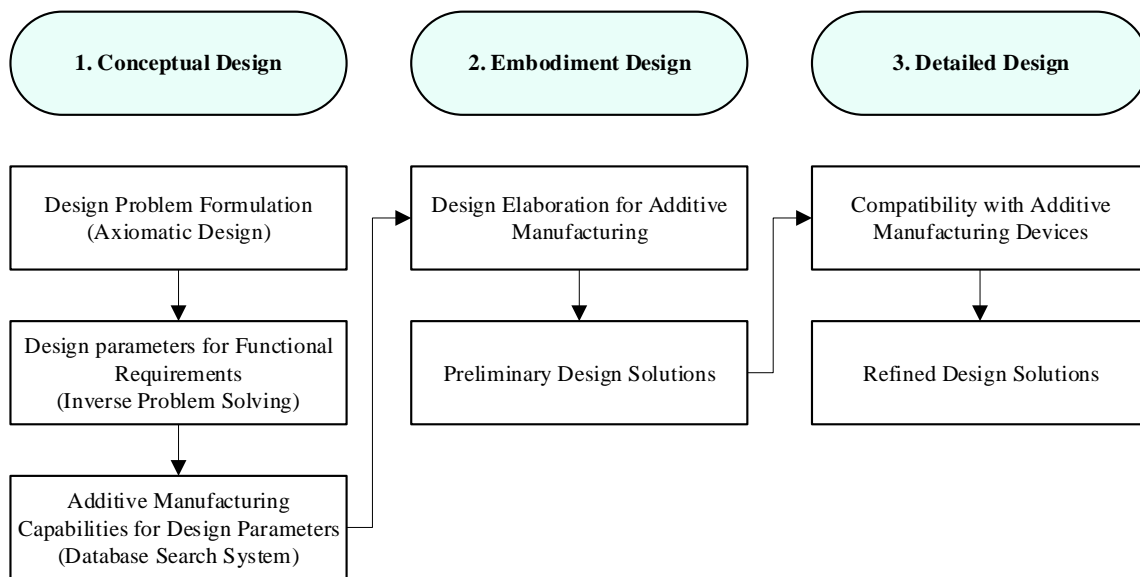 1. Conceptual Design
2. Embodiment Design
3. Detailed Design
Design Problem Formulation
(Axiomatic Design)
Design parameters for Functional
Requirements
(Inverse Problem Solving)
Additive Manufacturing
Capabilities for Design Parameters
(Database Search System)
Design Elaboration for Additive
Manufacturing
Preliminary Design Solutions
Compatibility with Additive
Manufacturing Devices
Refined Design Solutions